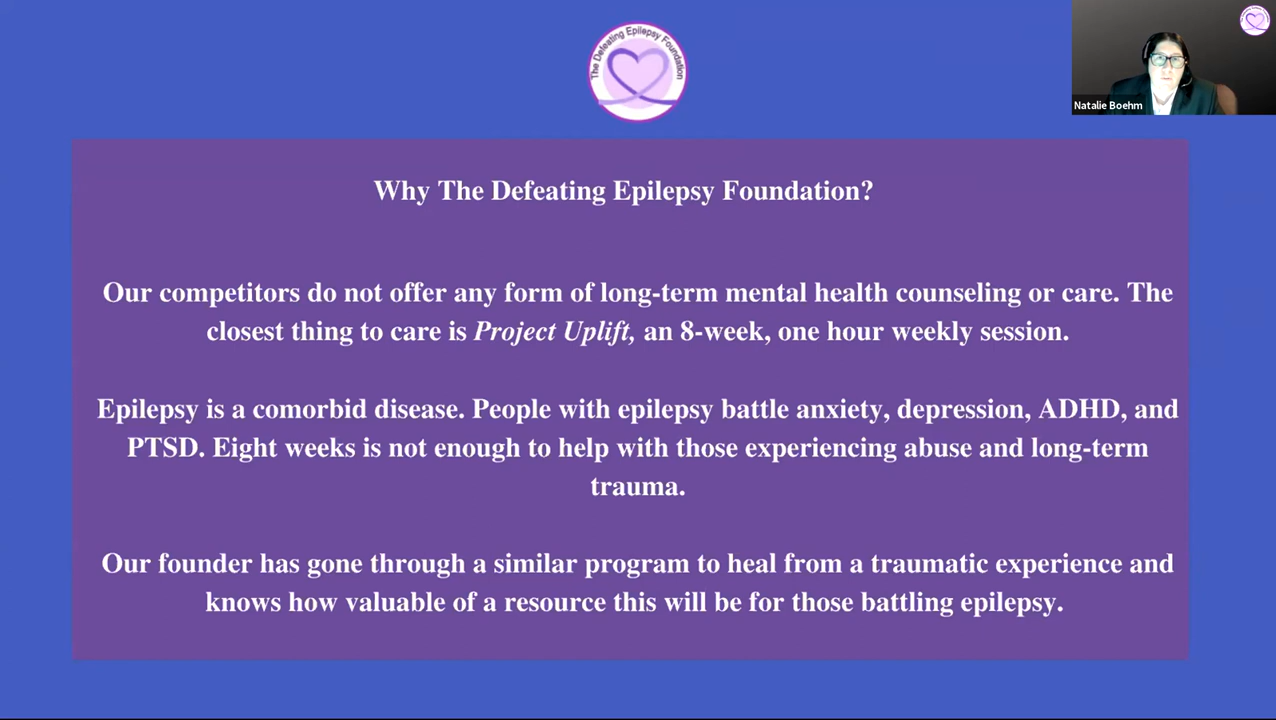 The Defeating Epilepsy Foundation
Natalie Boehm
Why The Defeating Epilepsy Foundation?
Our competitors do not offer any form of long-term mental health counseling or care. The
closest thing to care is Project Uplift, an 8-week, one hour weekly session.
Epilepsy is a comorbid disease. People with epilepsy battle anxiety, depression, ADHD, and
PTSD. Eight weeks is not enough to help with those experiencing abuse and long-term
trauma.
Our founder has gone through a similar program to heal from a traumatic experience and
knows how valuable of a resource this will be for those battling epilepsy.